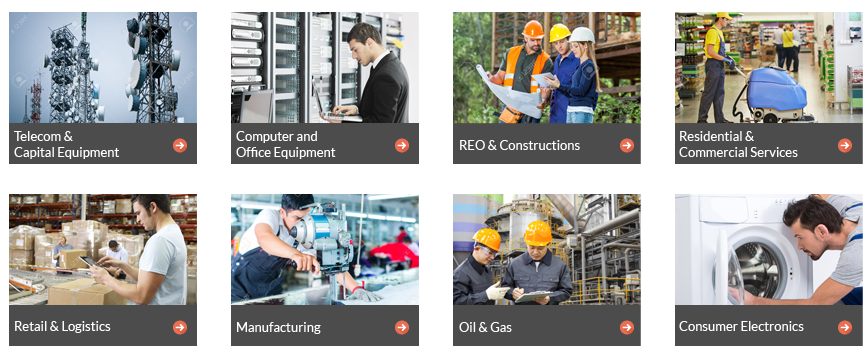 Telecom &
Capital Equipment
Computer and
Office Equipment
REO & Constructions
Residential &
Commercial Services
Retail & Logistics
Manufacturing
Oil & Gas
Consumer Electronics